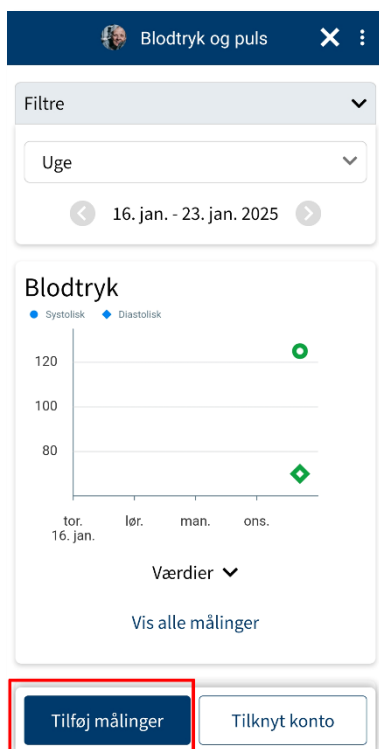 Blodtryk og puls
Filtre
Uge
16. jan. - 23. jan. 2025
Blodtryk
Systolisk Diastolisk
120
100
80
tor. lør. man. ons.
16. jan.
Værdier
Vis alle målinger
Tilføj målinger Tilknyt konto